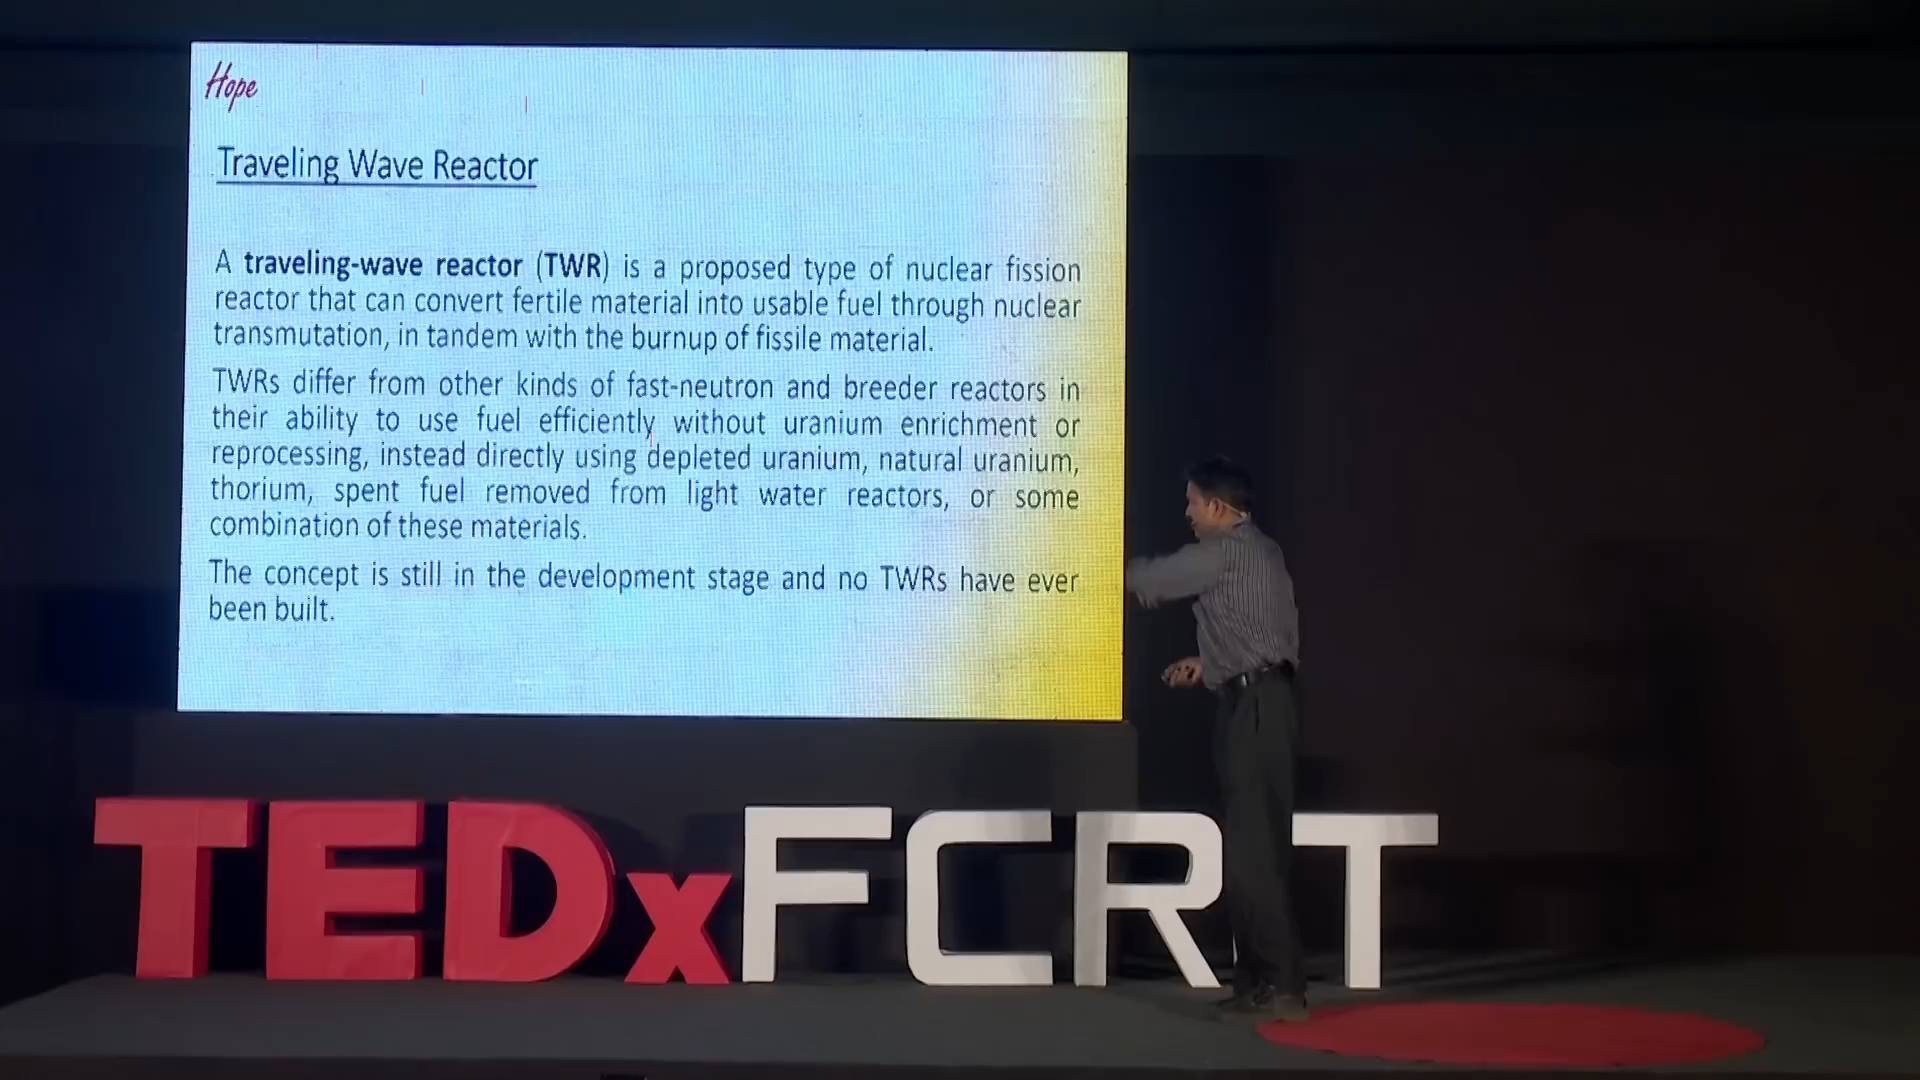 Hope
Traveling Wave Reactor
A traveling-wave reactor (TWR) is a proposed type of nuclear fission
reactor that can convert fertile material into usable fuel through nuclear
transmutation, in tandem with the burnup of fissile material.
TWRs differ from other kinds of fast-neutron and breeder reactors in
their ability to use fuel efficiently without uranium enrichment or
reprocessing, instead directly using depleted uranium, natural uranium,
thorium, spent fuel removed from light water reactors, or some
combination of these materials.
The concept is still in the development stage and no TWRs have ever
been built.
TEDxFCRT